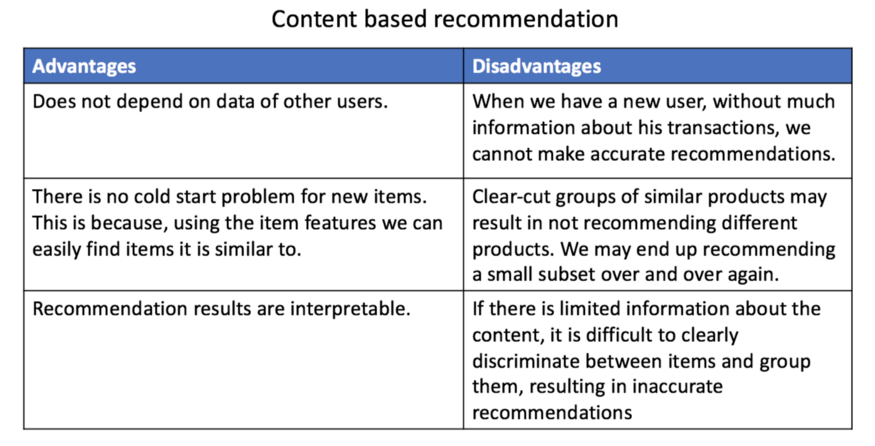 Content based recommendation
Advantages
Disadvantages
Does not depend on data of other users.
When we have a new user, without much
information about his transactions, we
cannot make accurate recommendations.
There is no cold start problem for new items.
This is because, using the item features we can
easily find items it is similar to.
Clear-cut groups of similar products may
result in not recommending different
products. We may end up recommending
a small subset over and over again.
Recommendation results are interpretable.
If there is limited information about the
content, it is difficult to clearly
discriminate between items and group
them, resulting in inaccurate
recommendations